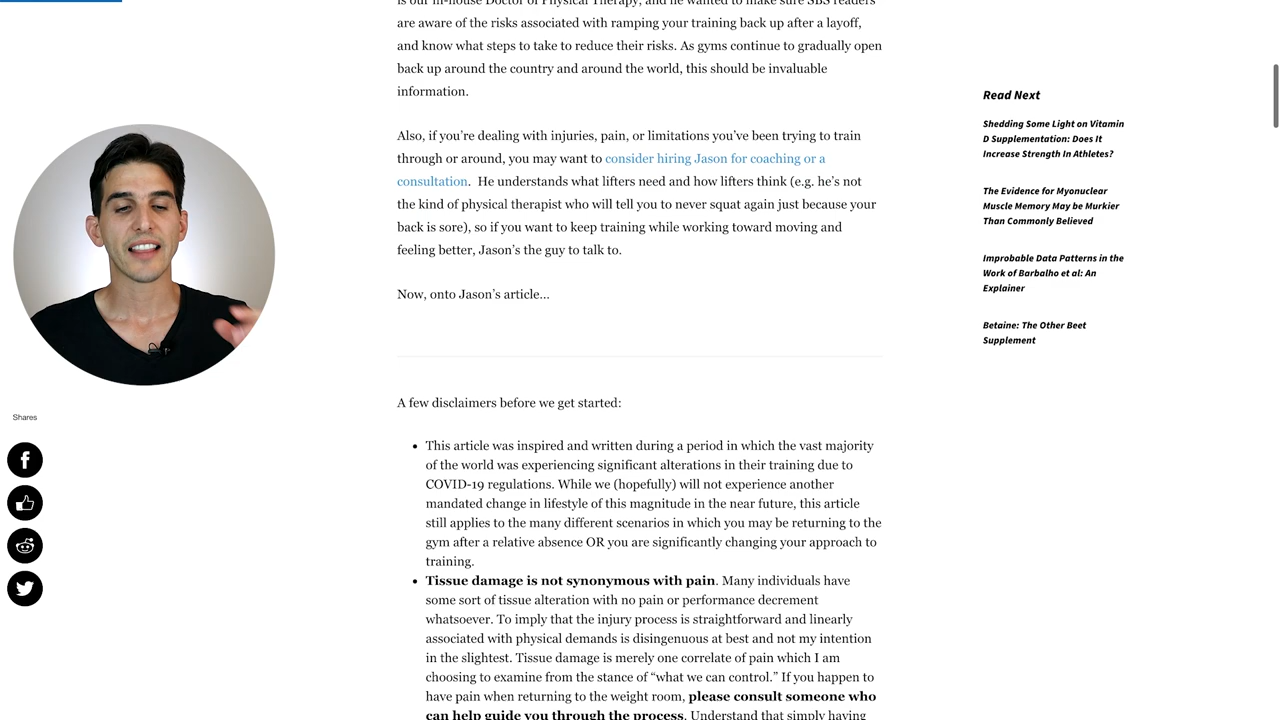 is our in-house Doctor of Physical Therapy, and he wanted to make sure SBS readers
are aware of the risks associated with ramping your training back up after a layoff,
and know what steps to take to reduce their risks. As gyms continue to gradually open
back up around the country and around the world, this should be invaluable
information.
Also, if you’re dealing with injuries, pain, or limitations you’ve been trying to train
through or around, you may want to consider hiring Jason for coaching or a
consultation.  He understands what lifters need and how lifters think (e.g. he’s not
the kind of physical therapist who will tell you to never squat again just because your
back is sore), so if you want to keep training while working toward moving and
feeling better, Jason’s the guy to talk to.
Now, onto Jason’s article…
A few disclaimers before we get started:
• This article was inspired and written during a period in which the vast majority
of the world was experiencing significant alterations in their training due to
COVID-19 regulations. While we (hopefully) will not experience another
mandated change in lifestyle of this magnitude in the near future, this article
still applies to the many different scenarios in which you may be returning to the
gym after a relative absence OR you are significantly changing your approach to
training.
• Tissue damage is not synonymous with pain. Many individuals have
some sort of tissue alteration with no pain or performance decrement
whatsoever. To imply that the injury process is straightforward and linearly
associated with physical demands is disingenuous at best and not my intention
in the slightest. Tissue damage is merely one correlate of pain which I am
choosing to examine from the stance of “what we can control.” If you happen to
have pain when returning to the weight room, please consult someone who
can help guide you through the process. Understand that simply having
Read Next
Shedding Some Light on Vitamin
D Supplementation: Does It
Increase Strength In Athletes?
The Evidence for Myonuclear
Muscle Memory May be Murkier
Than Commonly Believed
Improbable Data Patterns in the
Work of Barbalho et al: An
Explainer
Betaine: The Other Beet
Supplement
Shares